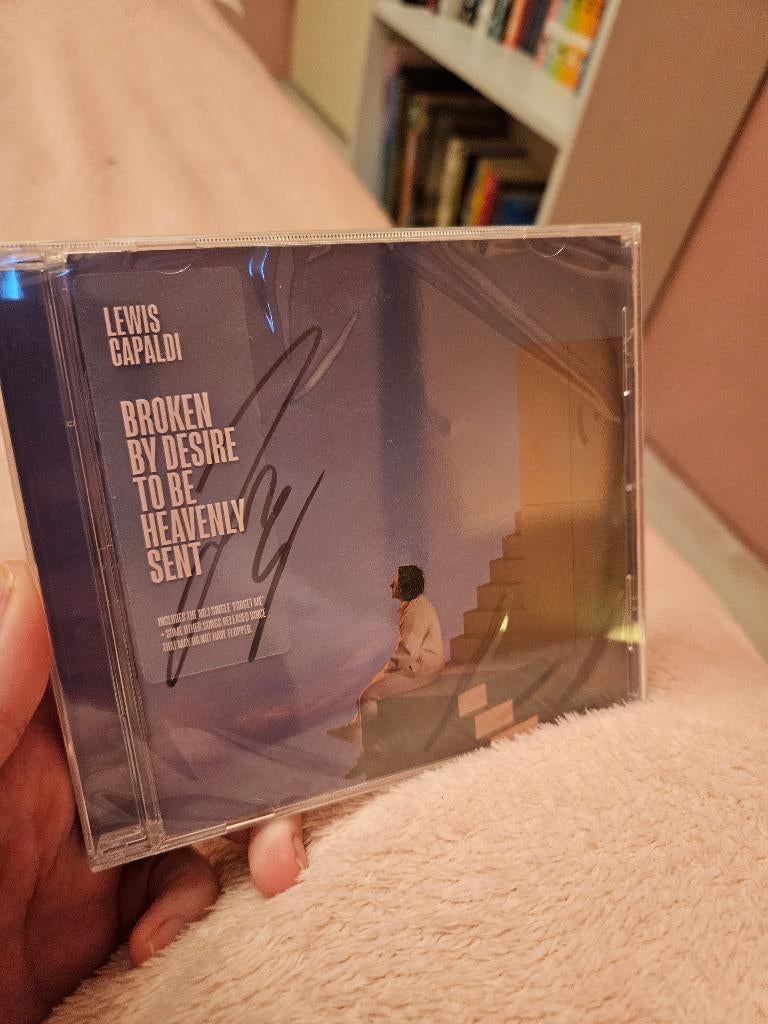 LEWIS
CAPALDI
BROKEN
BY DESIRE
TO BE
HEAVENLY
SENT
INCLUDES THE NO.1 SINGLE 'FORGET ME'
+ SOME OTHER SONGS RELEASED SINCE
THAT MAY OR MAY NOT HAVE FLOPPED.